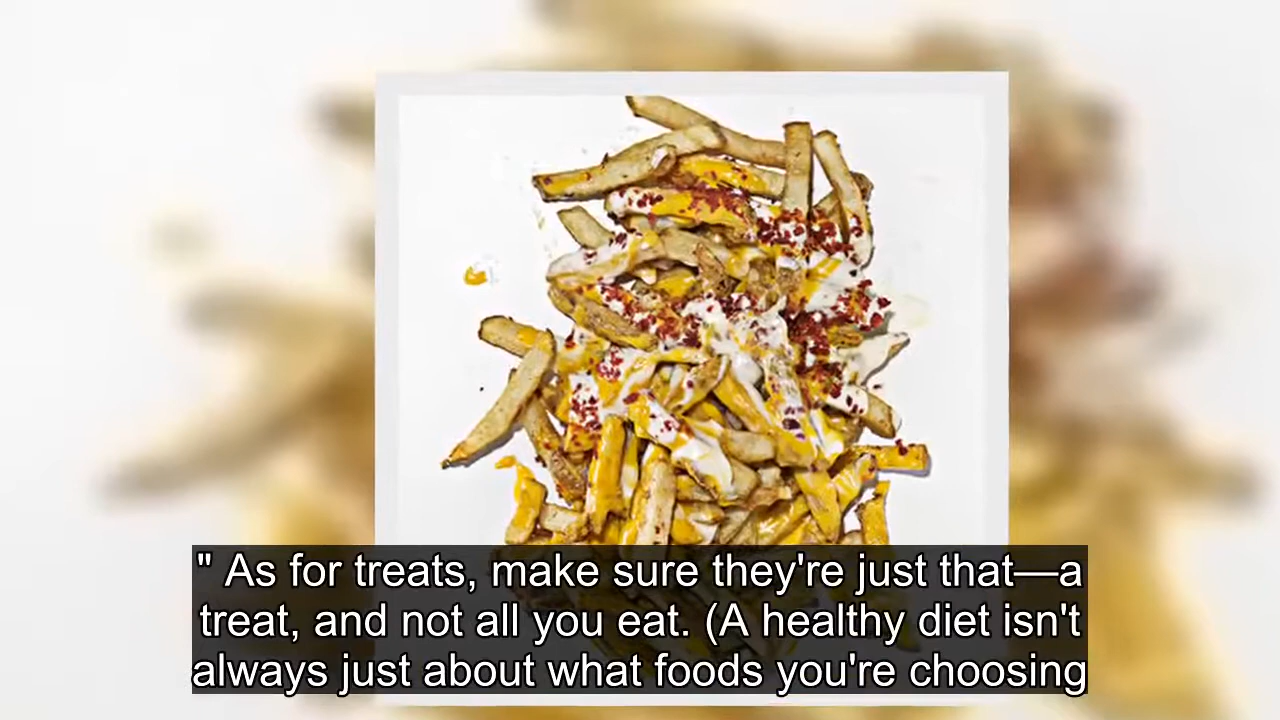 " As for treats, make sure they're just that—a
treat, and not all you eat. (A healthy diet isn't
always just about what foods you're choosing